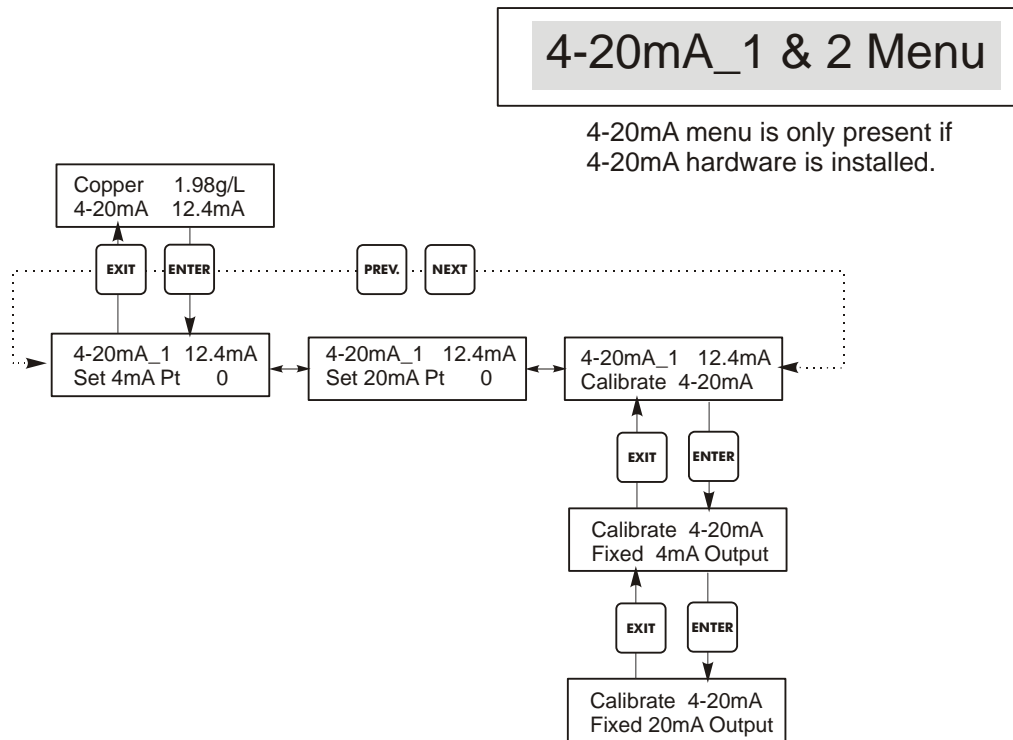 4-20mA_1 & 2 Menu
4-20mA menu is only present if
4-20mA hardware is installed.
Copper 1.98g/L
4-20mA 12.4mA
EXIT
ENTER
PREV.
NEXT
4-20mA_1 12.4mA
Set 4mA Pt 0
4-20mA_1 12.4mA
Set 20mA Pt 0
4-20mA_1 12.4mA
Calibrate 4-20mA
EXIT
ENTER
Calibrate 4-20mA
Fixed 4mA Output
EXIT
ENTER
Calibrate 4-20mA
Fixed 20mA Output